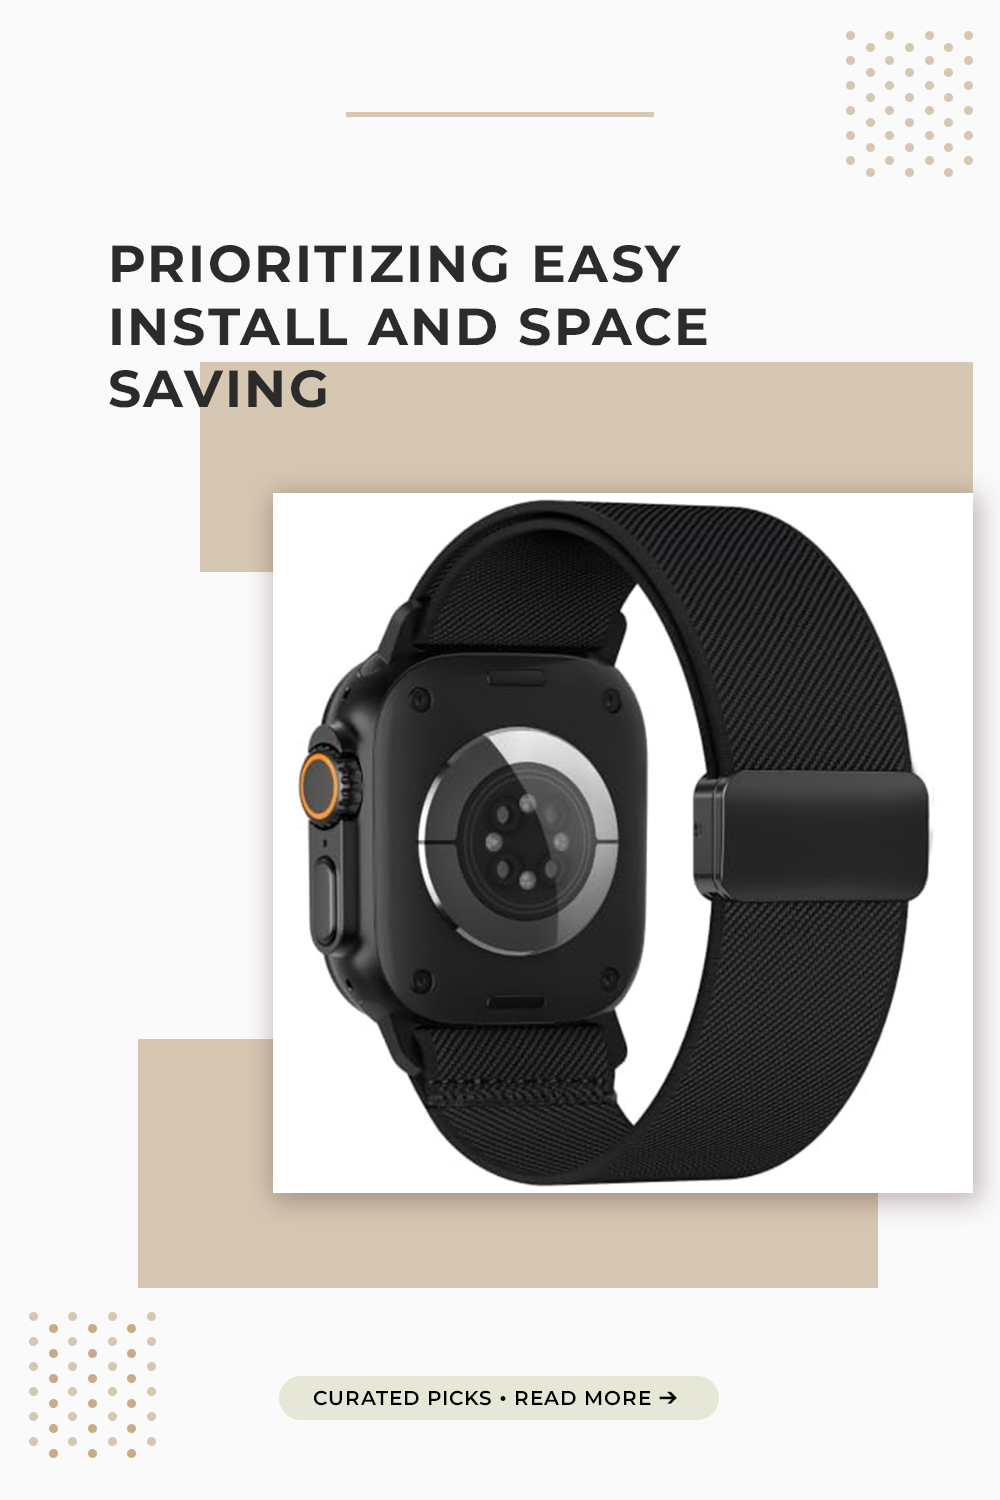 PRIORITIZING EASY
INSTALL AND SPACE
SAVING
CURATED PICKS • READ MORE →